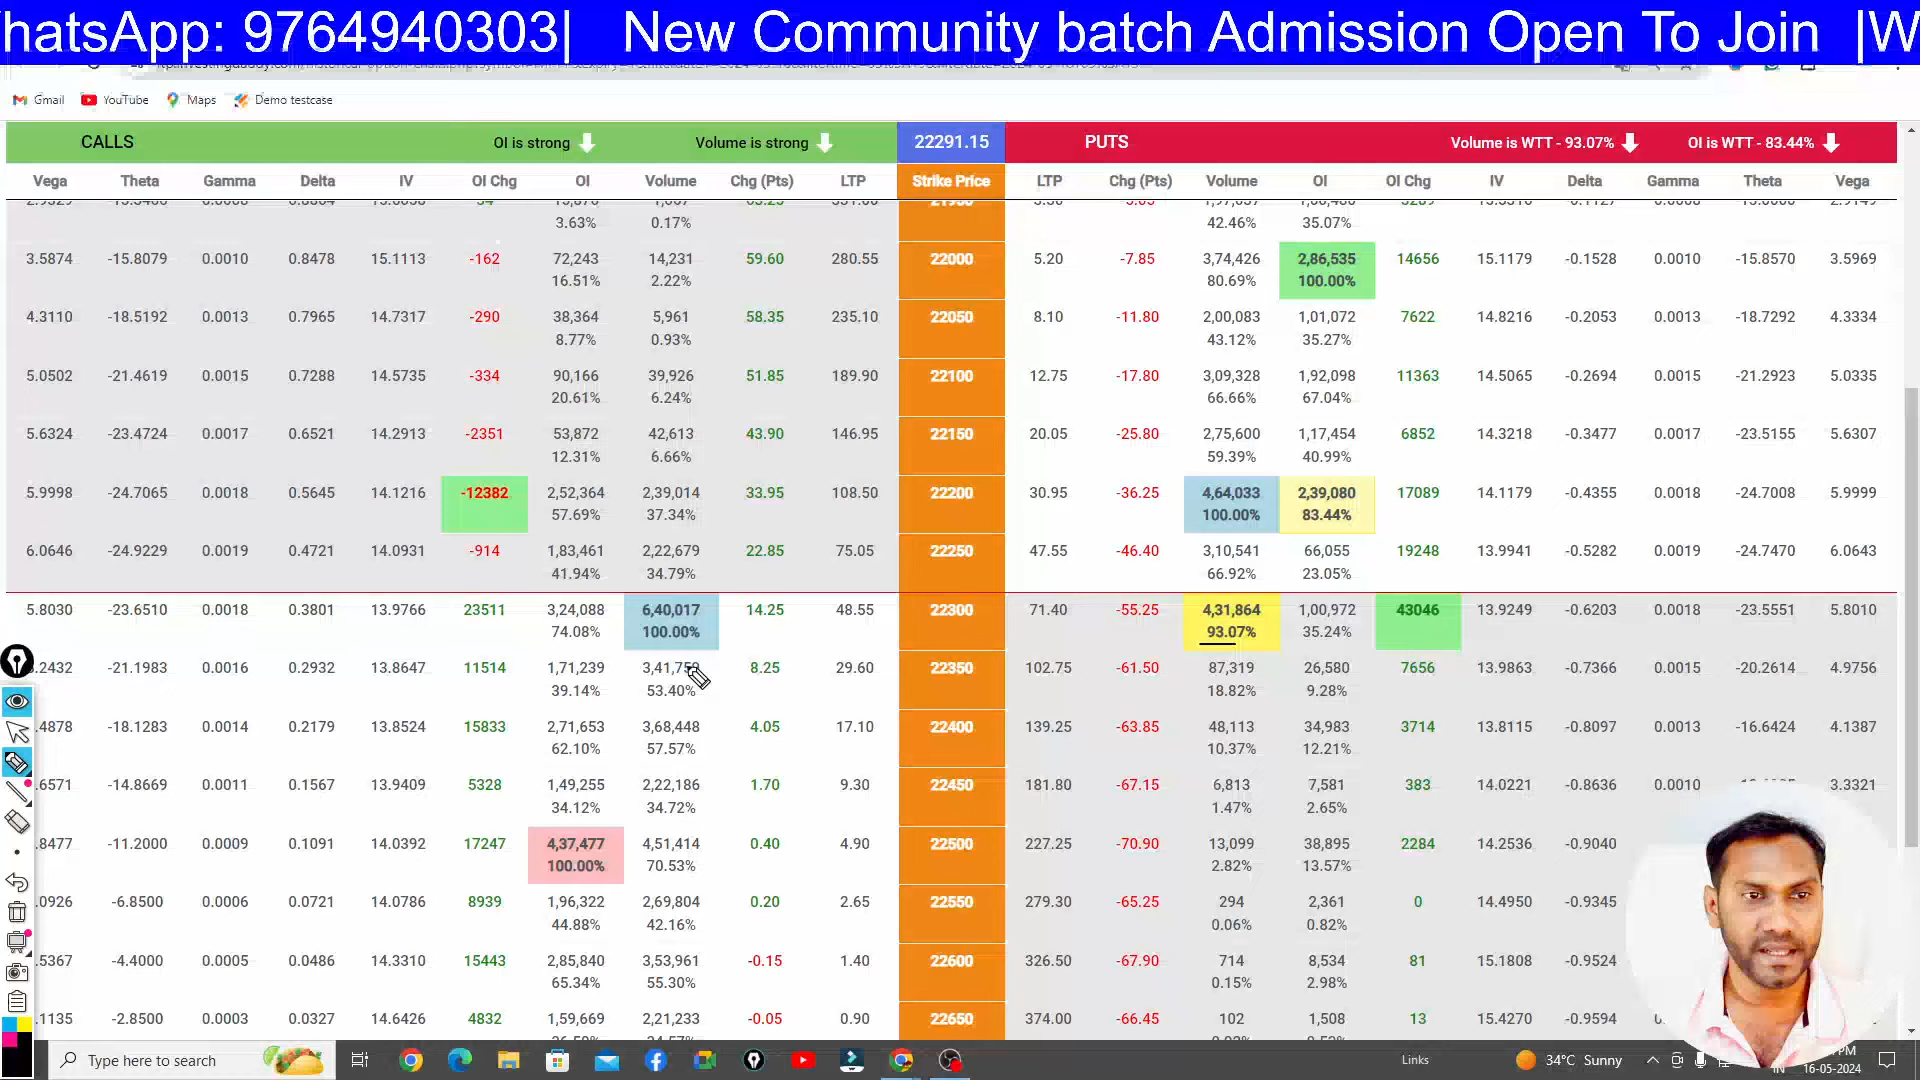 hatsApp: 9764940303| New Community batch Admission Open To Join |W
Gmail YouTube Maps Demo testcase
CALLS OI is strong Volume is strong 22291.15 PUTS Volume is WTT - 93.07% OI is WTT - 83.44%
Vega Theta Gamma Delta IV OI Chg OI Volume Chg (Pts) LTP Strike Price LTP Chg (Pts) Volume OI OI Chg IV Delta Gamma Theta Vega
3.63% 0.17% 42.46% 35.07%
3.5874 -15.8079 0.0010 0.8478 15.1113 -162 72,243 14,231 59.60 280.55 22000 5.20 -7.85 3,74,426 2,86,535 14656 15.1179 -0.1528 0.0010 -15.8570 3.5969
16.51% 2.22% 80.69% 100.00%
4.3110 -18.5192 0.0013 0.7965 14.7317 -290 38,364 5,961 58.35 235.10 22050 8.10 -11.80 2,00,083 1,01,072 7622 14.8216 -0.2053 0.0013 -18.7292 4.3334
8.77% 0.93% 43.12% 35.27%
5.0502 -21.4619 0.0015 0.7288 14.5735 -334 90,166 39,926 51.85 189.90 22100 12.75 -17.80 3,09,328 1,92,098 11363 14.5065 -0.2694 0.0015 -21.2923 5.0335
20.61% 6.24% 66.66% 67.04%
5.6324 -23.4724 0.0017 0.6521 14.2913 -2351 53,872 42,613 43.90 146.95 22150 20.05 -25.80 2,75,600 1,17,454 6852 14.3218 -0.3477 0.0017 -23.5155 5.6307
12.31% 6.66% 59.39% 40.99%
5.9998 -24.7065 0.0018 0.5645 14.1216 -12382 2,52,364 2,39,014 33.95 108.50 22200 30.95 -36.25 4,64,033 2,39,080 17089 14.1179 -0.4355 0.0018 -24.7008 5.9999
57.69% 37.34% 100.00% 83.44%
6.0646 -24.9229 0.0019 0.4721 14.0931 -914 1,83,461 2,22,679 22.85 75.05 22250 47.55 -46.40 3,10,541 66,055 19248 13.9941 -0.5282 0.0019 -24.7470 6.0643
41.94% 34.79% 66.92% 23.05%
5.8030 -23.6510 0.0018 0.3801 13.9766 23511 3,24,088 6,40,017 14.25 48.55 22300 71.40 -55.25 4,31,864 1,00,972 43046 13.9249 -0.6203 0.0018 -23.5551 5.8010
74.08% 100.00% 93.07% 35.24%
.2432 -21.1983 0.0016 0.2932 13.8647 11514 1,71,239 8.25 29.60 22350 102.75 -61.50 87,319 26,580 7656 13.9863 -0.7366 0.0015 -20.2614 4.9756
39.14% 53.40% 18.82% 9.28%
.4878 -18.1283 0.0014 0.2179 13.8524 15833 2,71,653 3,68,448 4.05 17.10 22400 139.25 -63.85 48,113 34,983 3714 13.8115 -0.8097 0.0013 -16.6424 4.1387
62.10% 57.57% 10.37% 12.21%
.6571 -14.8669 0.0011 0.1567 13.9409 5328 1,49,255 2,22,186 1.70 9.30 22450 181.80 -67.15 6,813 7,581 383 14.0221 -0.8636 0.0010 3.3321
34.12% 34.72% 1.47% 2.65%
.8477 -11.2000 0.0009 0.1091 14.0392 17247 4,37,477 4,51,414 0.40 4.90 22500 227.25 -70.90 13,099 38,895 2284 14.2536 -0.9040
100.00% 70.53% 2.82% 13.57%
.0926 -6.8500 0.0006 0.0721 14.0786 8939 1,96,322 2,69,804 0.20 2.65 22550 279.30 -65.25 294 2,361 0 14.4950 -0.9345
44.88% 42.16% 0.06% 0.82%
.5367 -4.4000 0.0005 0.0486 14.3310 15443 2,85,840 3,53,961 -0.15 1.40 22600 326.50 -67.90 714 8,534 81 15.1808 -0.9524
65.34% 55.30% 0.15% 2.98%
.1135 -2.8500 0.0003 0.0327 14.6426 4832 1,59,669 2,21,233 -0.05 0.90 22650 374.00 -66.45 102 1,508 13 15.4270 -0.9594
Type here to search Links 34°C Sunny
16-05-2024